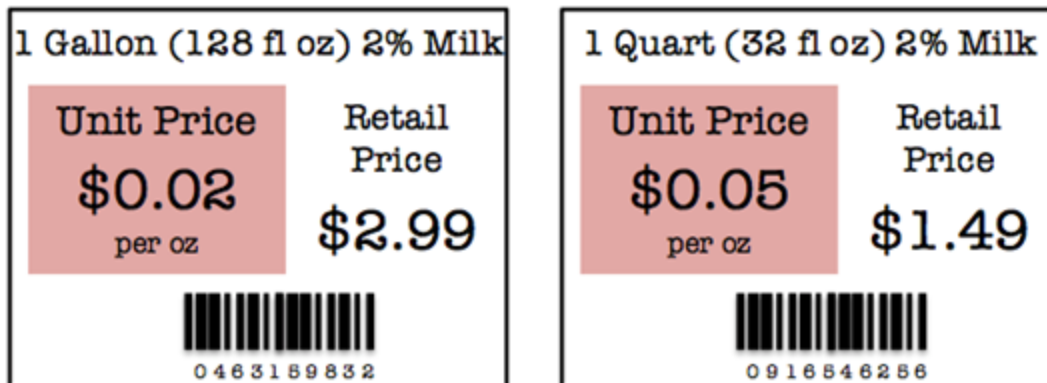 1 Gallon (128 fl oz) 2% Milk
Unit Price
$0.02
per oz
Retail
Price
$2.99
0463159832
1 Quart (32 fl oz) 2% Milk
Unit Price
$0.05
per oz
Retail
Price
$1.49
0916546256